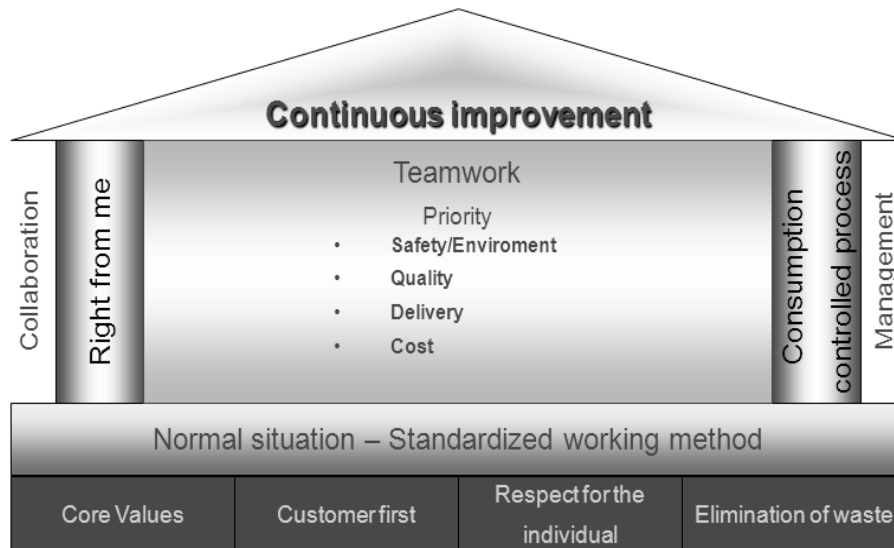 Continuous improvement
Collaboration
Right from me
Teamwork
Priority
• Safety/Enviroment
• Quality
• Delivery
• Cost
Consumption
controlled process
Management
Normal situation – Standardized working method
Core Values
Customer first
Respect for the
individual
Elimination of waste